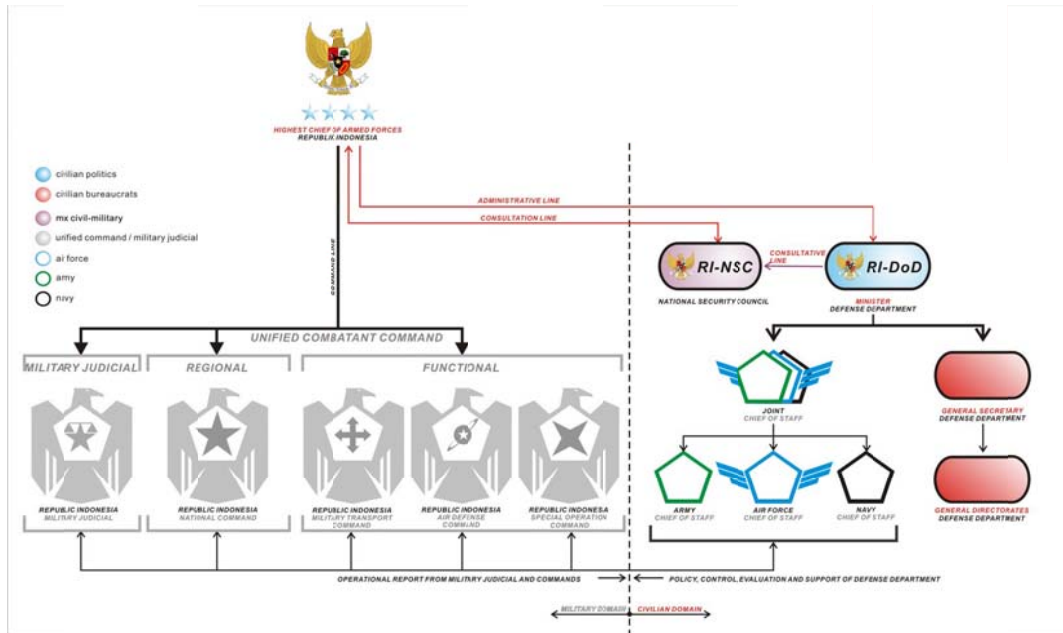 HIGHEST CHIEF OF ARMED FORCES
REPUBLIK INDONESIA
civilian politics
civilian bureaucrats
mx civil-military
unified command / military judicial
ai force
army
navy
ADMINISTRATIVE LINE
CONSULTATION LINE
COMMAND LINE
RI-NSC
CONSULTATIVE
LINE
RI-DoD
NATIONAL SECURITY COUNCIL
MINISTER
DEFENSE DEPARTMENT
UNIFIED COMBATANT COMMAND
MILITARY JUDICIAL
REGIONAL
FUNCTIONAL
JOINT
CHIEF OF STAFF
GENERAL SECRETARY
DEFENSE DEPARTMENT
REPUBLIC INDONESIA
MILITARY JUDICIAL
REPUBLIC INDONESIA
NATIONAL COMMAND
REPUBLIC INDONESIA
MILITARY TRANSPORT
COMMAND
REPUBLIC INDONESIA
AIR DEFENSE
COMMAND
REPUBLIC INDONESIA
SPECIAL OPERATION
COMMAND
ARMY
CHIEF OF STAFF
AIR FORCE
CHIEF OF STAFF
NAVY
CHIEF OF STAFF
GENERAL DIRECTORATES
DEFENSE DEPARTMENT
OPERATIONAL REPORT FROM MILITARY JUDICIAL AND COMMANDS
POLICY, CONTROL, EVALUATION AND SUPPORT OF DEFENSE DEPARTMENT
MILITARY DOMAIN
CIVILIAN DOMAIN